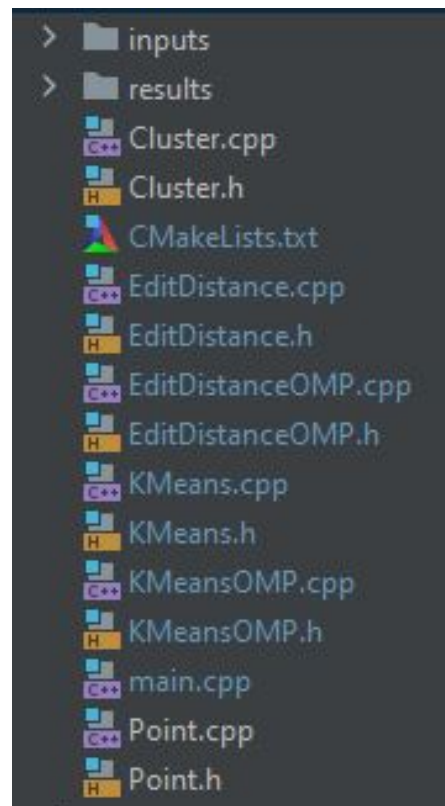 inputs
results
C++ Cluster.cpp
H Cluster.h
CMakeLists.txt
C++ EditDistance.cpp
H EditDistance.h
C++ EditDistanceOMP.cpp
H EditDistanceOMP.h
C++ KMeans.cpp
H KMeans.h
C++ KMeansOMP.cpp
H KMeansOMP.h
C++ main.cpp
C++ Point.cpp
H Point.h